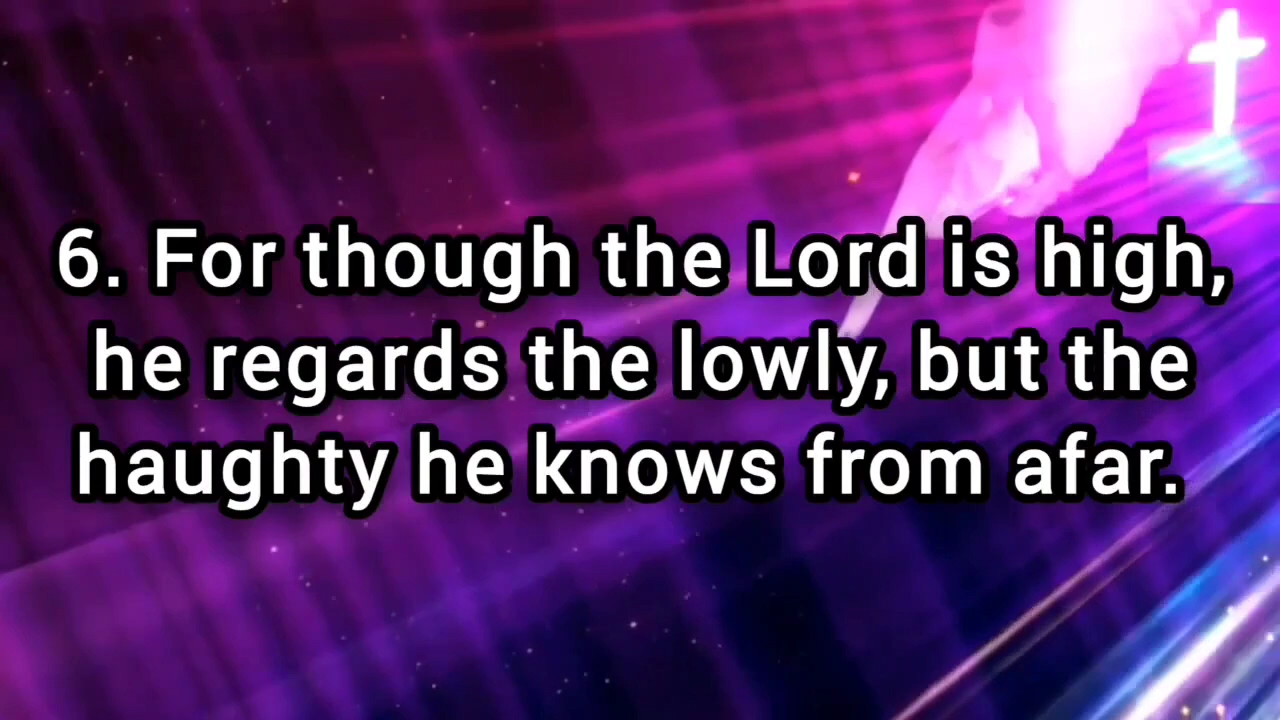 6. For though the Lord is high,
he regards the lowly, but the
haughty he knows from afar.